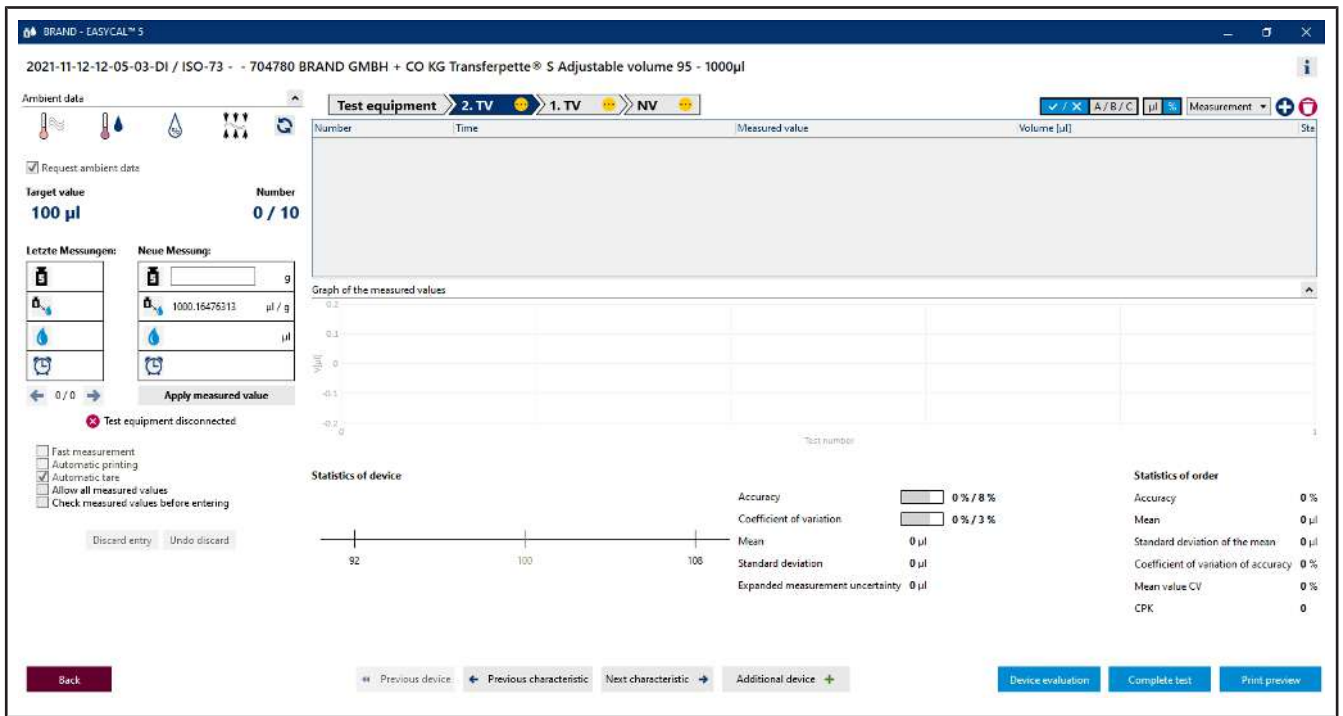 BRAND - EASYCAL™ 5
2021-11-12-12-05-03-DI / ISO-73 - - 704780 BRAND GMBH + CO KG Transferpette® S Adjustable volume 95 - 1000µl
Ambient data
Request ambient data
Target value Number
100 µl 0 / 10
Letzte Messungen: Neue Messung:
g
1000.16476313 µl / g
µl
0 / 0 Apply measured value
Test equipment disconnected
Fast measurement
Automatic printing
Automatic tare
Allow all measured values
Check measured values before entering
Discard entry Undo discard
Test equipment 2. TV 1. TV NV
✓ / X A / B / C µl % Measurement
Number Time Measured value Volume [µl] Sta
Graph of the measured values
0.2
0.1
0
-0.1
-0.2
V[µl]
0 1
Test number
Statistics of device
92 100 108
Accuracy 0 % / 8 %
Coefficient of variation 0 % / 3 %
Mean 0 µl
Standard deviation 0 µl
Expanded measurement uncertainty 0 µl
Statistics of order
Accuracy 0 %
Mean 0 µl
Standard deviation of the mean 0 µl
Coefficient of variation of accuracy 0 %
Mean value CV 0 %
CPK 0
Back Previous device Previous characteristic Next characteristic Additional device Device evaluation Complete test Print preview